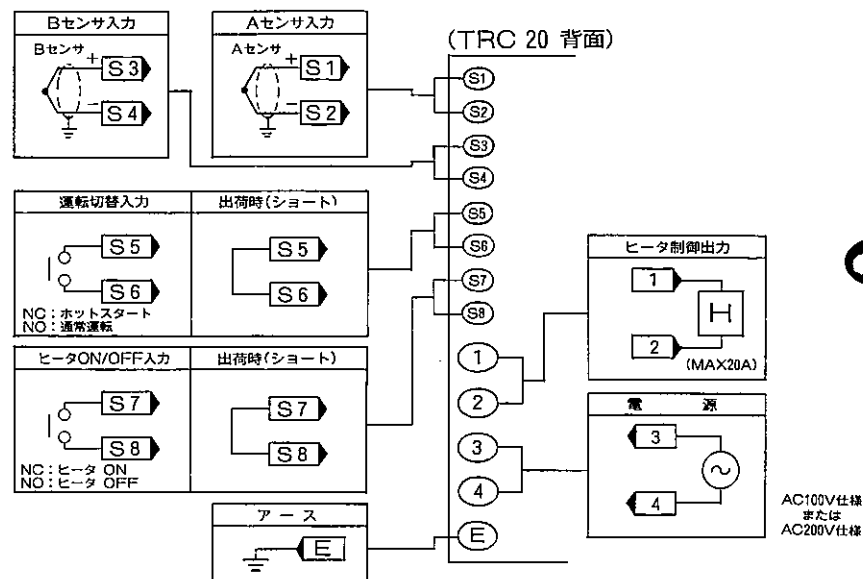 Bセンサ入力
Bセンサ
+
S3
−
S4
Aセンサ入力
Aセンサ
+
S1
−
S2
(TRC 20 背面)
S1
S2
S3
S4
S5
S6
S7
S8
1
2
3
4
E
運転切替入力
出荷時(ショート)
S5
S6
S5
S6
NC:ホットスタート
NO:通常運転
ヒータON/OFF入力
出荷時(ショート)
S7
S8
S7
S8
NC:ヒータ ON
NO:ヒータ OFF
アース
E
ヒータ制御出力
1
H
2
(MAX20A)
電 源
3
~
4
AC100V仕様
または
AC200V仕様